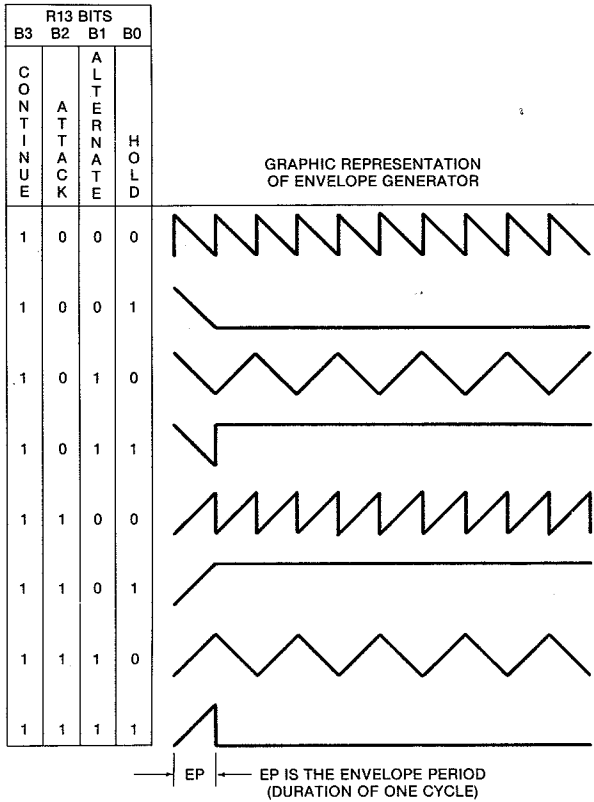 R13 BITS
B3 B2 B1 B0
CONTINUE
ATTACK
ALTERNATE
HOLD
GRAPHIC REPRESENTATION
OF ENVELOPE GENERATOR
1 0 0 0
1 0 0 1
1 0 1 0
1 0 1 1
1 1 0 0
1 1 0 1
1 1 1 0
1 1 1 1
EP
EP IS THE ENVELOPE PERIOD
(DURATION OF ONE CYCLE)